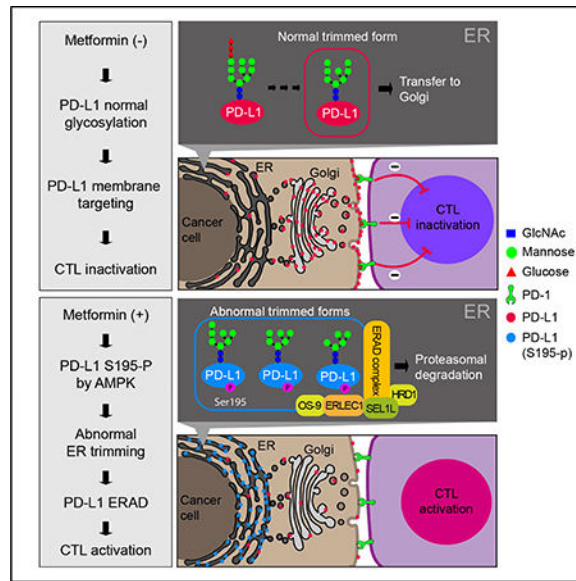 Metformin (-)
PD-L1 normal
glycosylation
PD-L1 membrane
targeting
CTL inactivation
ER
Normal trimmed form
PD-L1
PD-L1
Transfer to
Golgi
ER
Golgi
Cancer
cell
CTL
inactivation
GlcNAc
Mannose
Glucose
PD-1
PD-L1
PD-L1
(S195-p)
Metformin (+)
PD-L1 S195-P
by AMPK
Abnormal
ER trimming
PD-L1 ERAD
CTL activation
ER
Abnormal trimmed forms
PD-L1
P
PD-L1
P
PD-L1
P
Ser195
ERAD complex
OS-9
ERLEC1
SEL1L
HRD1
Proteasomal
degradation
ER
Golgi
Cancer
cell
CTL
activation